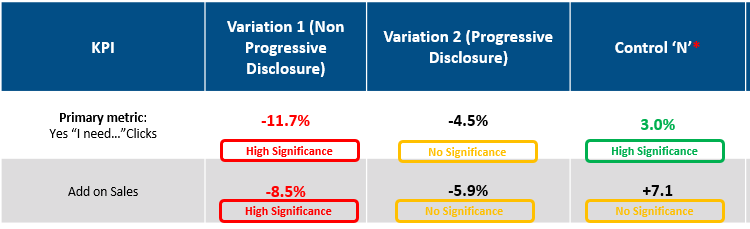 KPI
Variation 1 (Non
Progressive
Disclosure)
Variation 2 (Progressive
Disclosure)
Control ‘N’*
Primary metric:
Yes “I need…”Clicks
-11.7%
High Significance
-4.5%
No Significance
3.0%
High Significance
Add on Sales
-8.5%
High Significance
-5.9%
No Significance
+7.1
No Significance